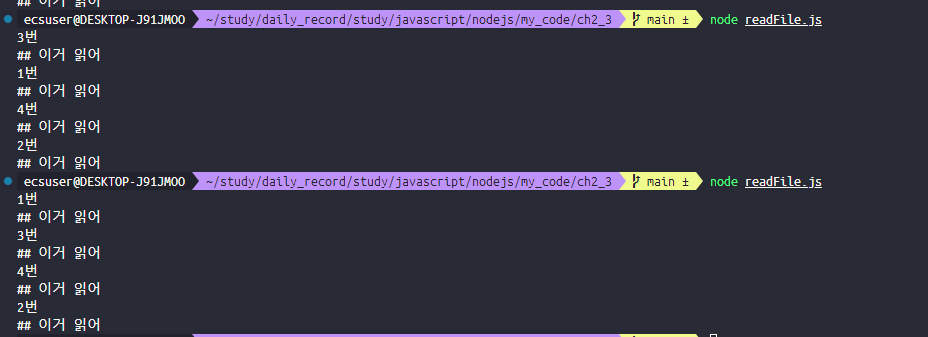 ## 이거 읽어
ecsuser@DESKTOP-J91JMOO ~/study/daily_record/study/javascript/nodejs/my_code/ch2_3 main ± node readFile.js
3번
## 이거 읽어
1번
## 이거 읽어
4번
## 이거 읽어
2번
## 이거 읽어
ecsuser@DESKTOP-J91JMOO ~/study/daily_record/study/javascript/nodejs/my_code/ch2_3 main ± node readFile.js
1번
## 이거 읽어
3번
## 이거 읽어
4번
## 이거 읽어
2번
## 이거 읽어